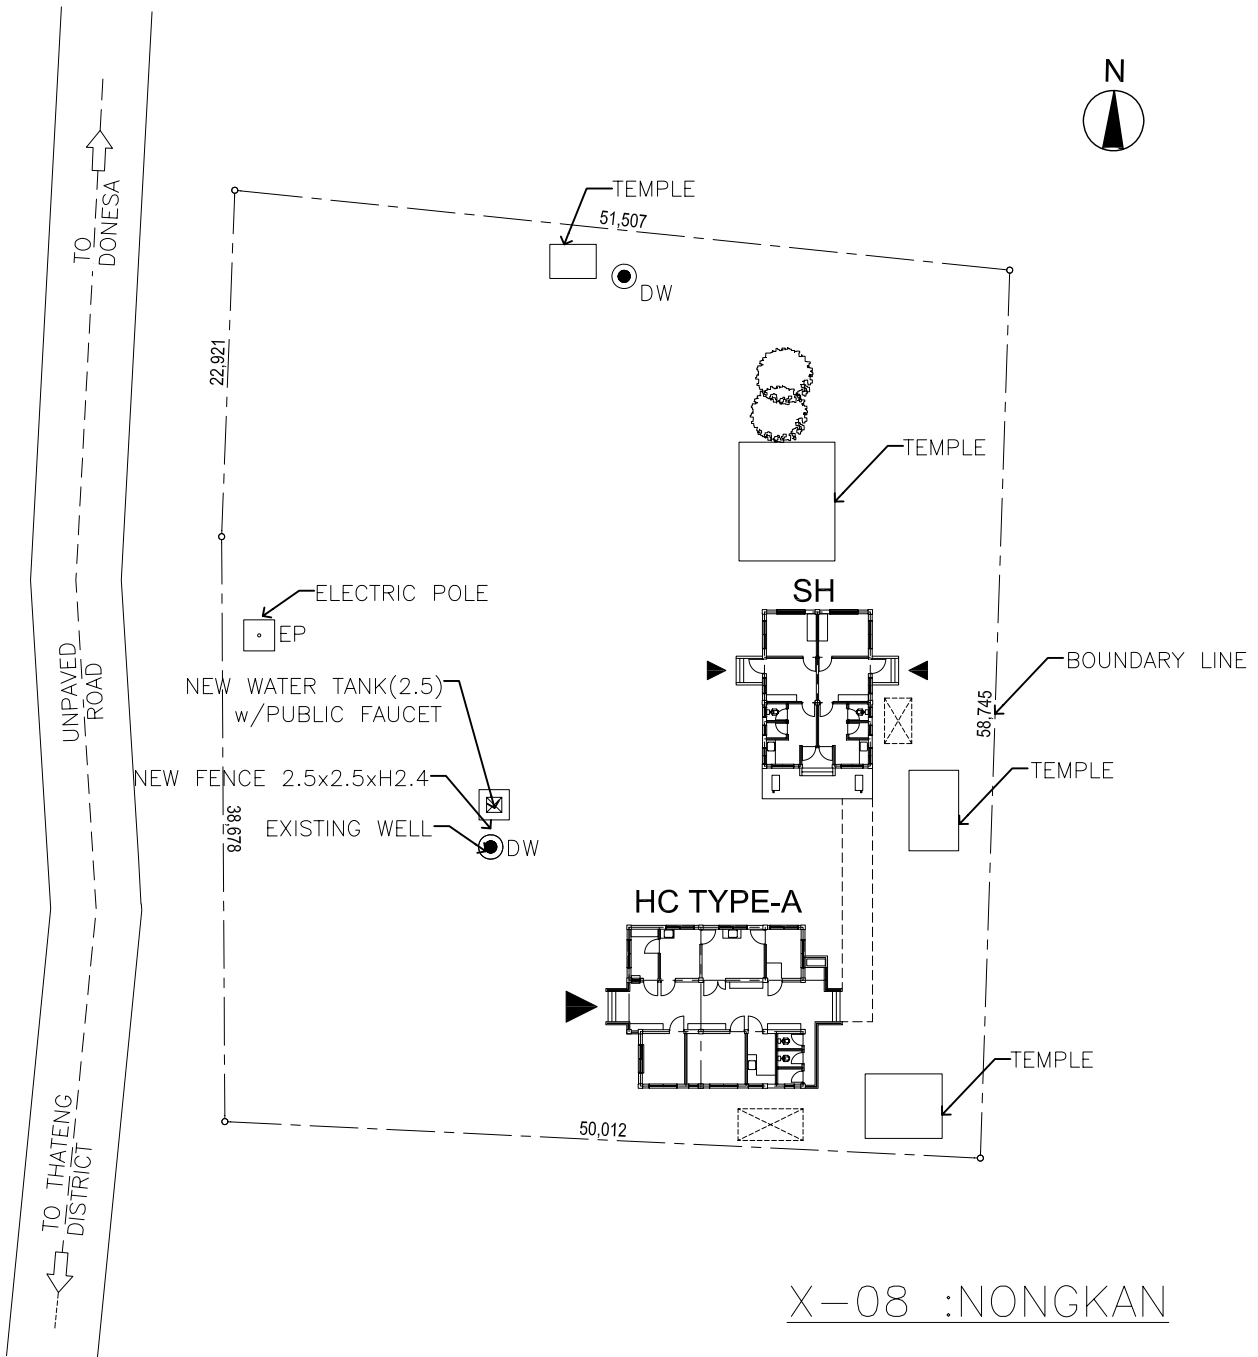 N
TEMPLE
51,507
TO
DONESA
DW
22,921
TEMPLE
ELECTRIC POLE
SH
EP
UNPAVED
ROAD
BOUNDARY LINE
NEW WATER TANK(2.5)
w/PUBLIC FAUCET
58,745
NEW FENCE 2.5x2.5xH2.4
TEMPLE
38,678
EXISTING WELL
DW
HC TYPE-A
TEMPLE
50,012
TO THATENG
DISTRICT
X-08 :NONGKAN